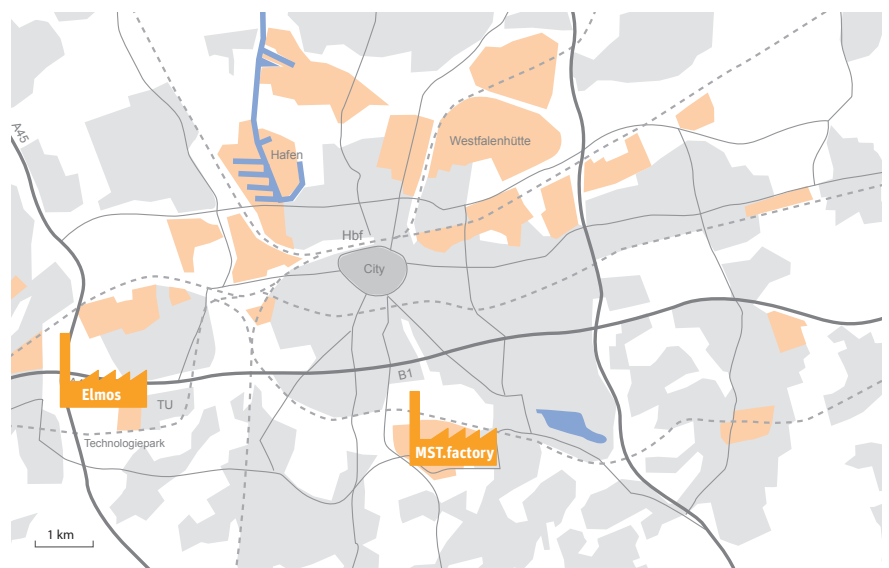 A45
Hafen
Westfalenhütte
Hbf
City
B1
Elmos
TU
Technologiepark
MST.factory
1 km